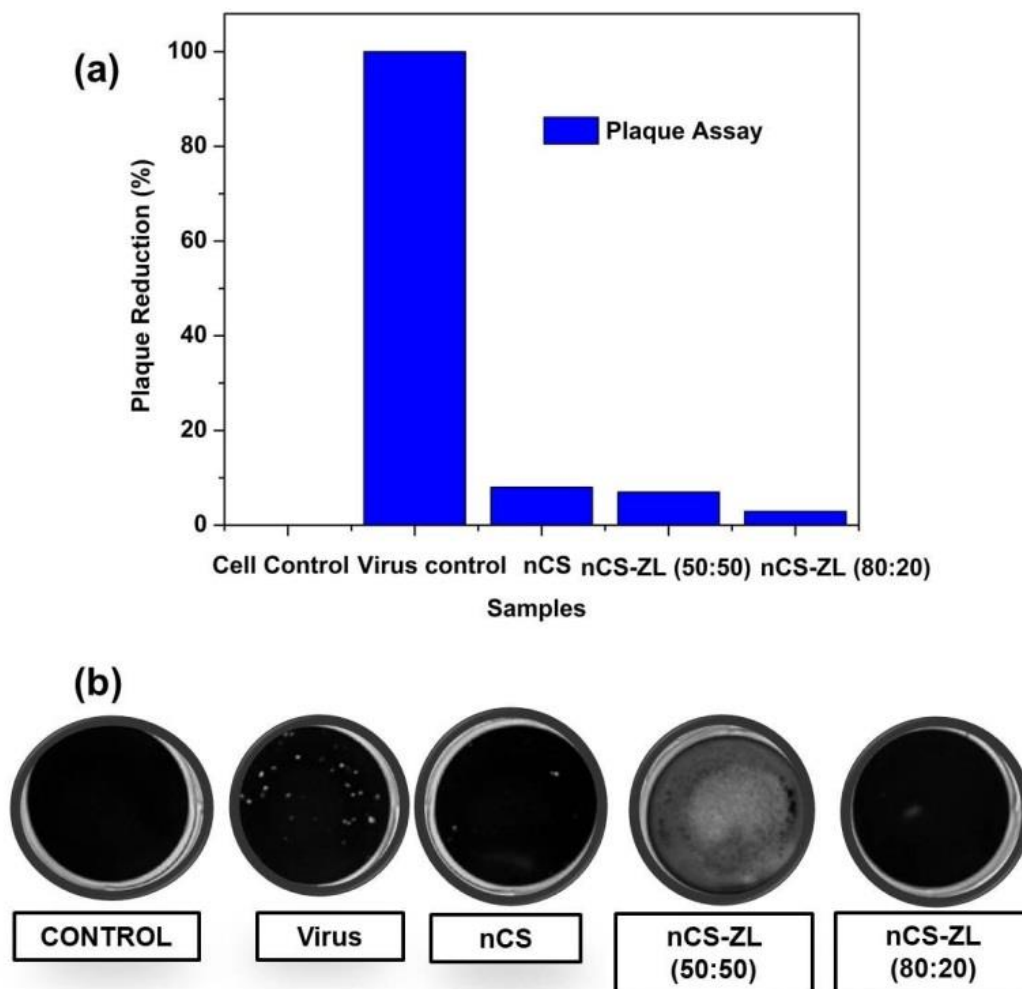 (a)
100
80
60
40
20
0
Plaque Reduction (%)
Plaque Assay
Cell Control Virus control nCS nCS-ZL (50:50) nCS-ZL (80:20)
Samples
(b)
CONTROL
Virus
nCS
nCS-ZL
(50:50)
nCS-ZL
(80:20)